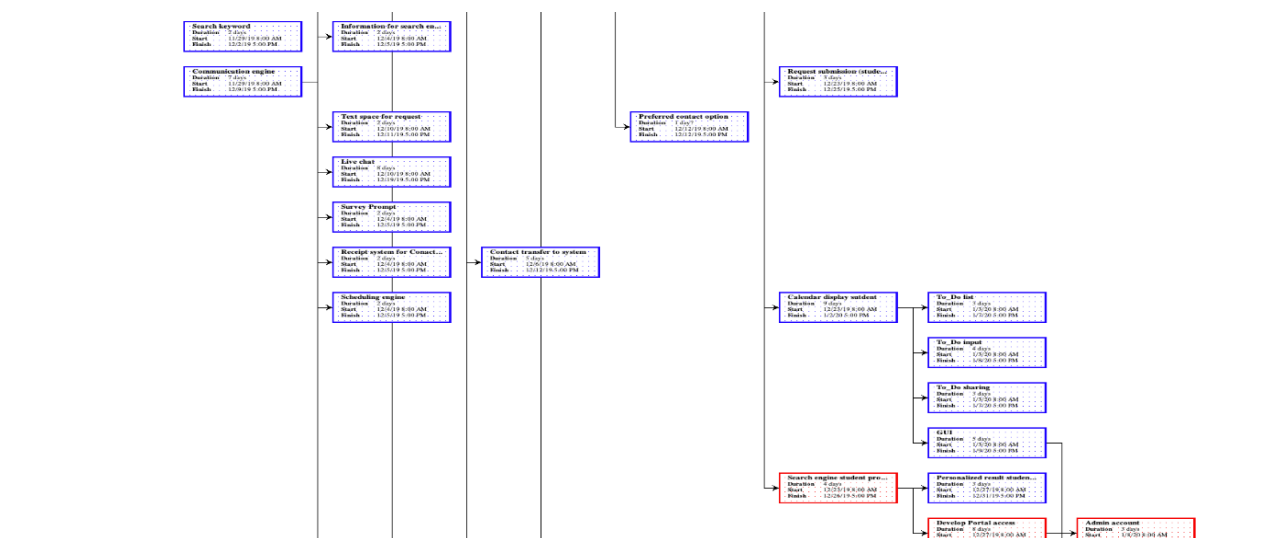 Search keyword
Duration 2 days
Start 11/29/19 8:00 AM
Finish 12/2/19 5:00 PM
Information for search en...
Duration 2 days
Start 12/4/19 8:00 AM
Finish 12/5/19 5:00 PM
Communication engine
Duration 7 days
Start 11/29/19 8:00 AM
Finish 12/9/19 5:00 PM
Request submission (stude...
Duration 3 days
Start 12/23/19 8:00 AM
Finish 12/25/19 5:00 PM
Text space for request
Duration 2 days
Start 12/10/19 8:00 AM
Finish 12/11/19 5:00 PM
Preferred contact option
Duration 1 day?
Start 12/12/19 8:00 AM
Finish 12/12/19 5:00 PM
Live chat
Duration 8 days
Start 12/10/19 8:00 AM
Finish 12/19/19 5:00 PM
Survey Prompt
Duration 2 days
Start 12/4/19 8:00 AM
Finish 12/5/19 5:00 PM
Receipt system for Conact...
Duration 2 days
Start 12/4/19 8:00 AM
Finish 12/5/19 5:00 PM
Contact transfer to system
Duration 5 days
Start 12/6/19 8:00 AM
Finish 12/12/19 5:00 PM
Scheduling engine
Duration 2 days
Start 12/4/19 8:00 AM
Finish 12/5/19 5:00 PM
Calendar display sutdent
Duration 9 days
Start 12/23/19 8:00 AM
Finish 1/2/20 5:00 PM
To_Do list
Duration 3 days
Start 1/3/20 8:00 AM
Finish 1/7/20 5:00 PM
To_Do input
Duration 4 days
Start 1/3/20 8:00 AM
Finish 1/8/20 5:00 PM
To_Do sharing
Duration 3 days
Start 1/3/20 8:00 AM
Finish 1/7/20 5:00 PM
GUI
Duration 5 days
Start 1/3/20 8:00 AM
Finish 1/9/20 5:00 PM
Search engine student pro...
Duration 4 days
Start 12/23/19 8:00 AM
Finish 12/26/19 5:00 PM
Personalized result studen...
Duration 3 days
Start 12/27/19 8:00 AM
Finish 12/31/19 5:00 PM
Develop Portal access
Duration 8 days
Start 12/27/19 8:00 AM
Admin account
Duration 3 days
Start 1/8/20 8:00 AM